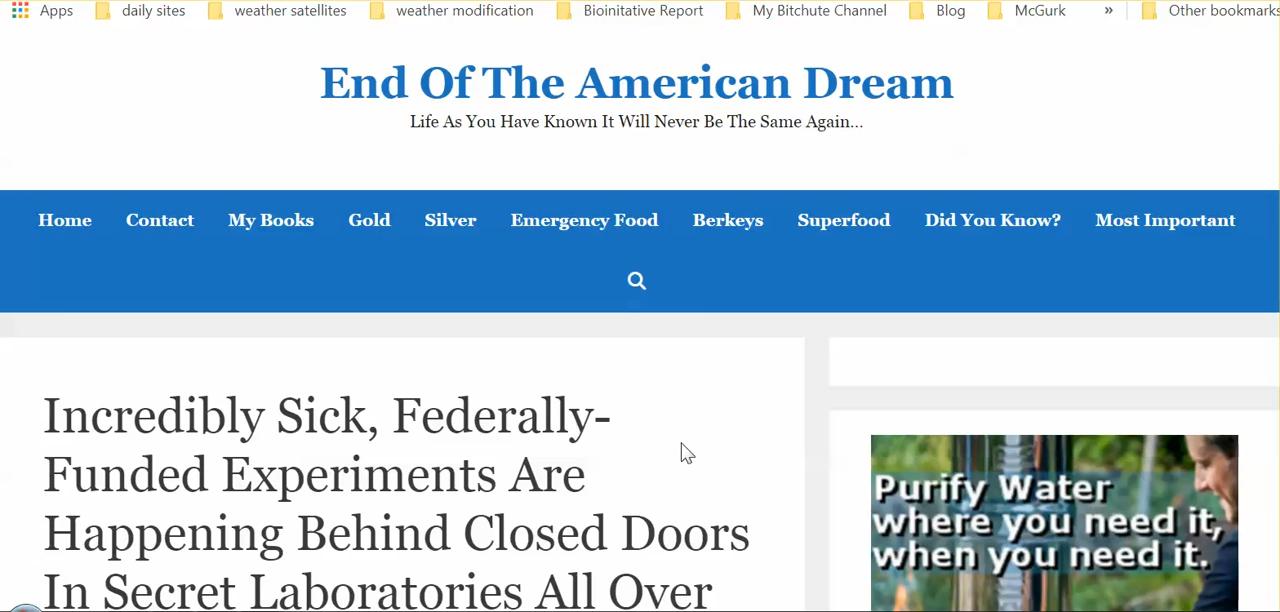 Apps daily sites weather satellites weather modification Bioinitative Report My Bitchute Channel Blog McGurk » Other bookmarks
End Of The American Dream
Life As You Have Known It Will Never Be The Same Again...
Home Contact My Books Gold Silver Emergency Food Berkeys Superfood Did You Know? Most Important
Incredibly Sick, Federally-
Funded Experiments Are
Happening Behind Closed Doors
In Secret Laboratories All Over
Purify Water
where you need it,
when you need it.